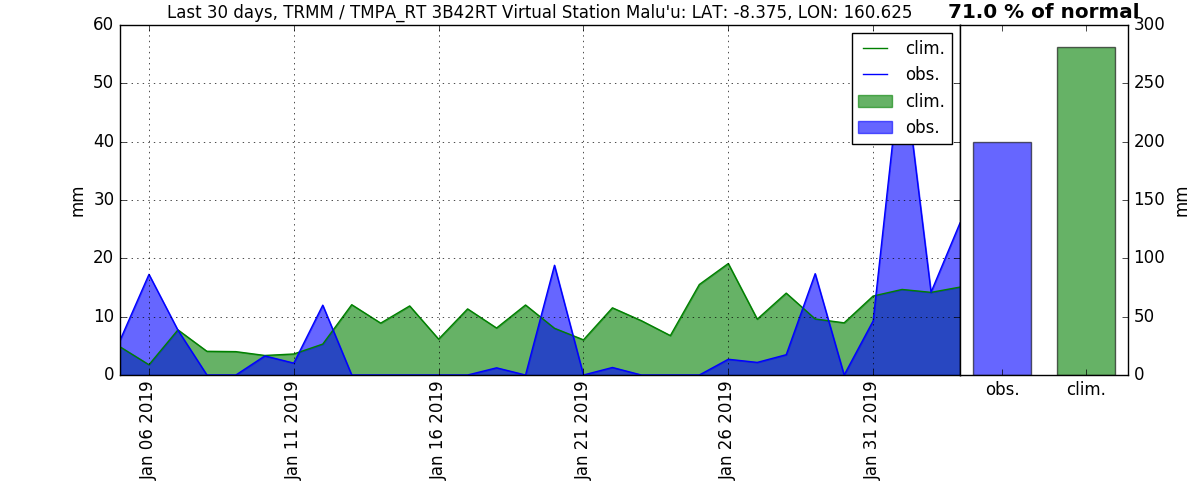 Last 30 days, TRMM / TMPA_RT 3B42RT Virtual Station Malu'u: LAT: -8.375, LON: 160.625
71.0 % of normal
60
50
40
30
20
10
0
mm
clim.
obs.
clim.
obs.
300
250
200
150
100
50
0
mm
Jan 06 2019
Jan 11 2019
Jan 16 2019
Jan 21 2019
Jan 26 2019
Jan 31 2019
obs.
clim.